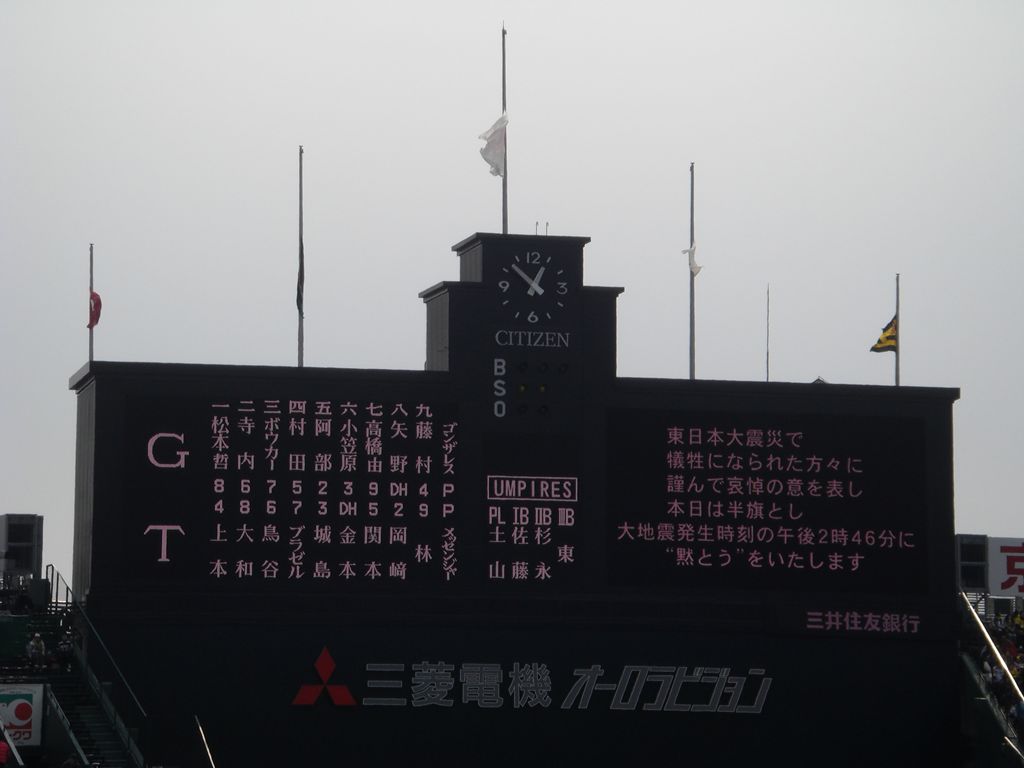 12
9 3
6
CITIZEN
B
S
O
G
一 松本哲 8
二 寺内 6
三 ボウカー 7
四 村田 5
五 阿部 2
六 小笠原 3
七 高橋由 9
八 矢野 DH
九 藤村 4
ゴンザレス P
T
4 上本
8 大和
6 鳥谷
7 ブラゼル
3 城島
DH 金本
5 関本
2 岡﨑
9 林
P メッセンジャー
UMPIRES
PL IB IIB IIIB
土山 佐藤 杉永 東
東日本大震災で
犠牲になられた方々に
謹んで哀悼の意を表し
本日は半旗とし
大地震発生時刻の午後2時46分に
“黙とう”をいたします
三井住友銀行
三菱電機 オーロラビジョン
京